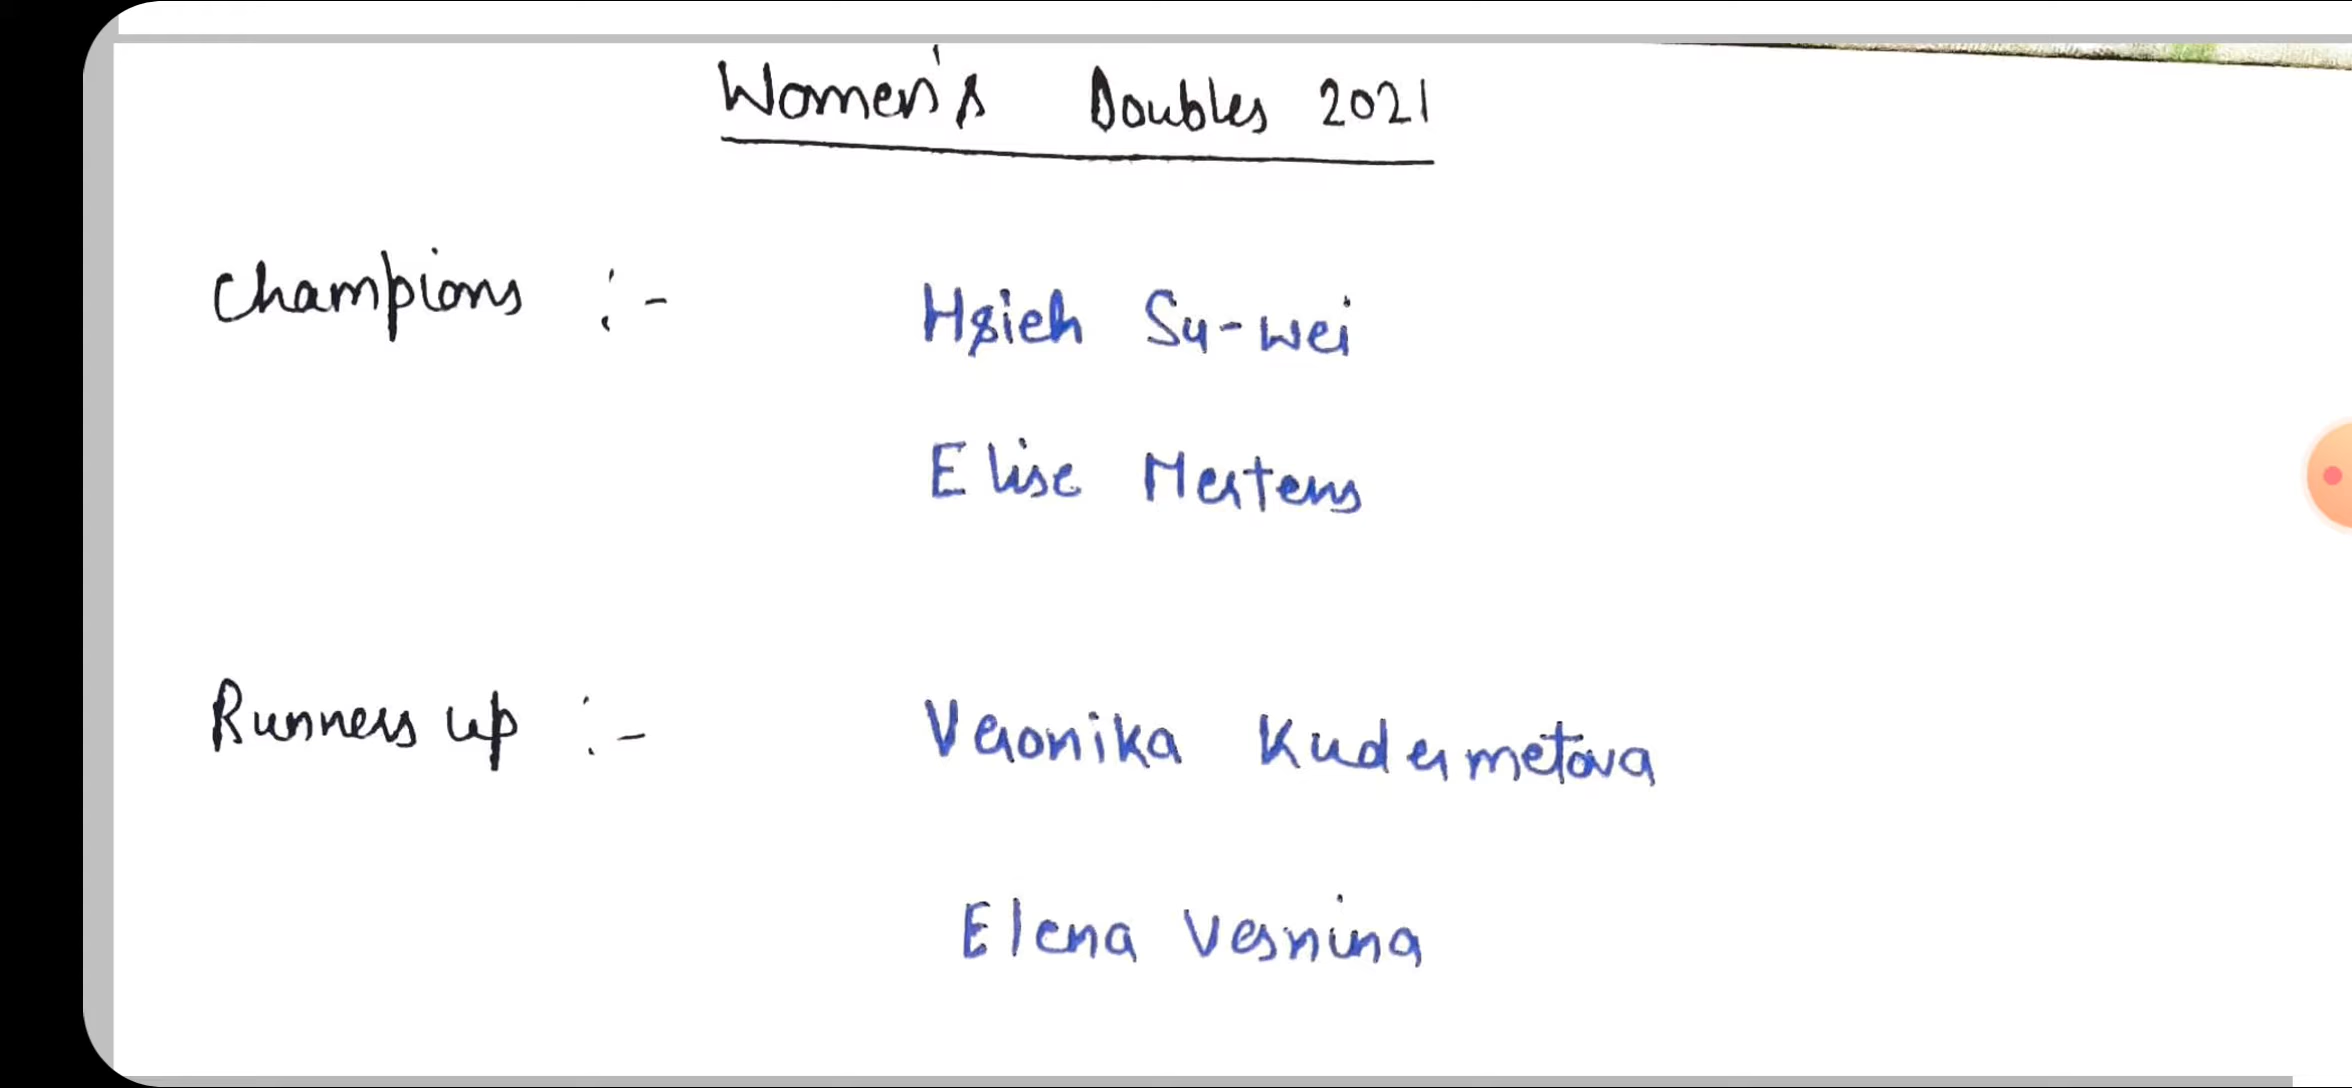 Women's Doubles 2021
Champions :- Hsieh Su-wei
Elise Mertens
Runners up :- Veronika Kudermetova
Elena Vesnina